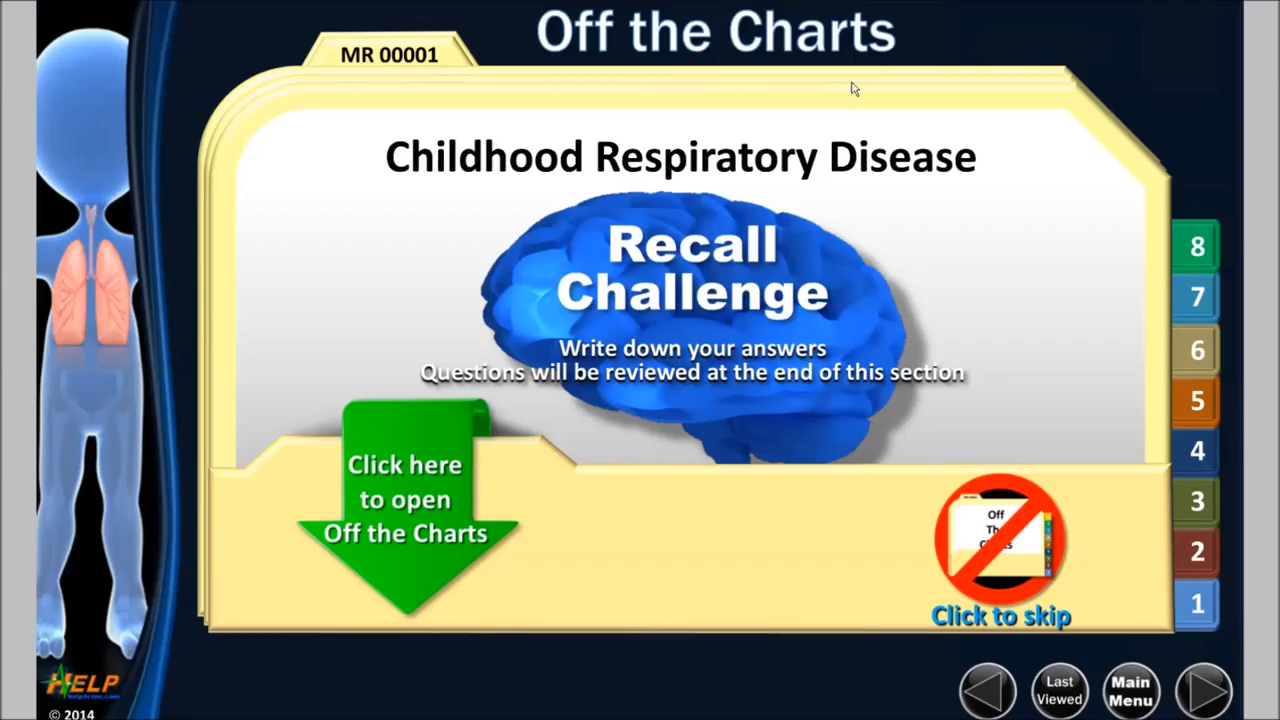 Off the Charts
MR 00001
Childhood Respiratory Disease
Recall
Challenge
Write down your answers
Questions will be reviewed at the end of this section
8
7
6
5
4
3
2
1
Click here
to open
Off the Charts
Off
Click to skip
HELP
© 2014
Last
Viewed
Main
Menu